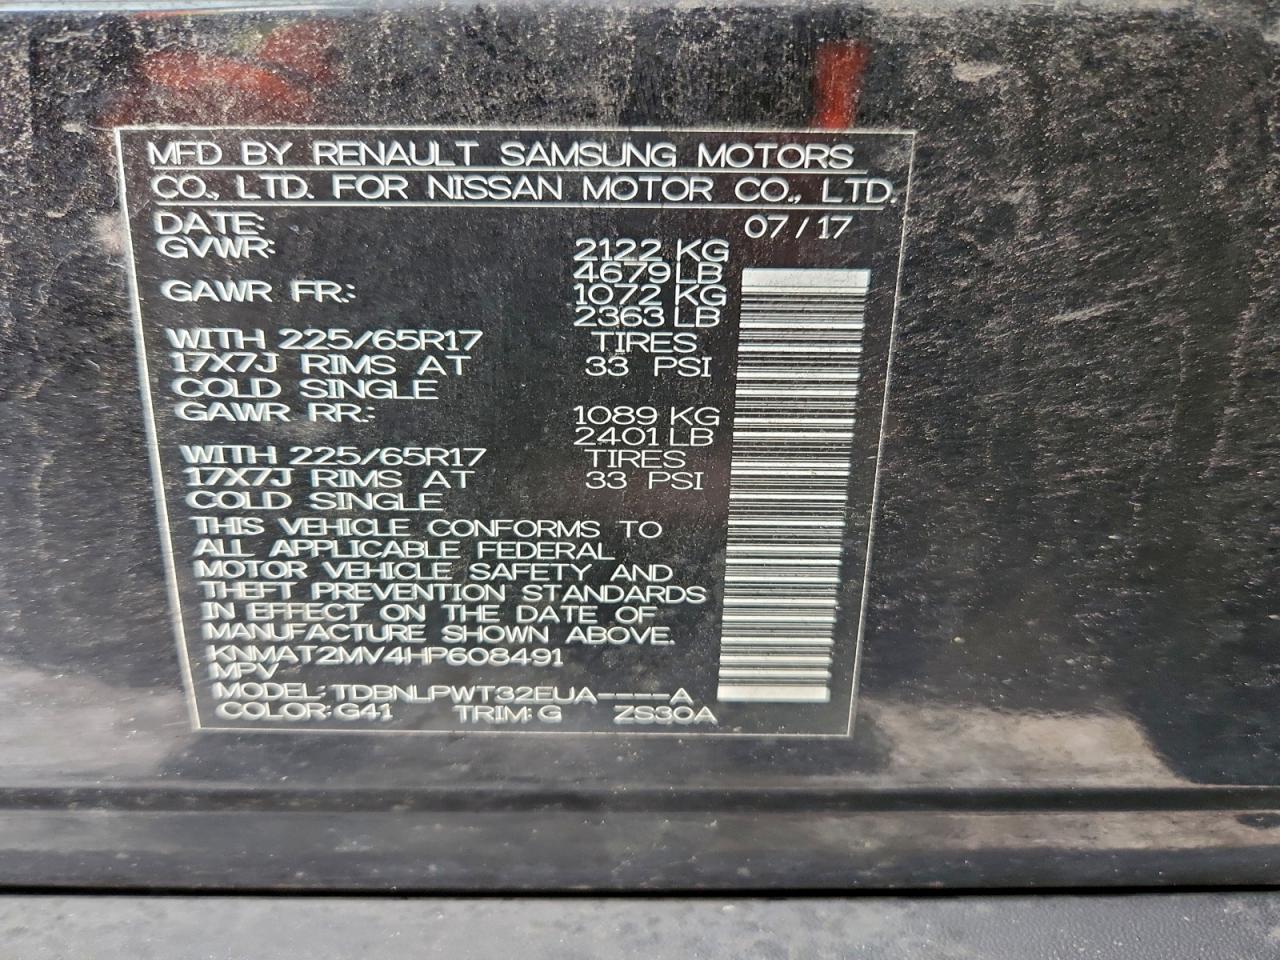 MFD BY RENAULT SAMSUNG MOTORS
CO., LTD. FOR NISSAN MOTOR CO., LTD.
DATE: 07/17
GVWR: 2122 KG
4679 LB
GAWR FR.: 1072 KG
2363 LB
WITH 225/65R17 TIRES
17X7J RIMS AT 33 PSI
COLD SINGLE
GAWR RR.: 1089 KG
2401 LB
WITH 225/65R17 TIRES
17X7J RIMS AT 33 PSI
COLD SINGLE
THIS VEHICLE CONFORMS TO
ALL APPLICABLE FEDERAL
MOTOR VEHICLE SAFETY AND
THEFT PREVENTION STANDARDS
IN EFFECT ON THE DATE OF
MANUFACTURE SHOWN ABOVE.
KNMAT2MV4HP608491
MPV
MODEL: TDBNLPWT32EUA----A
COLOR: G41 TRIM: G ZS30A